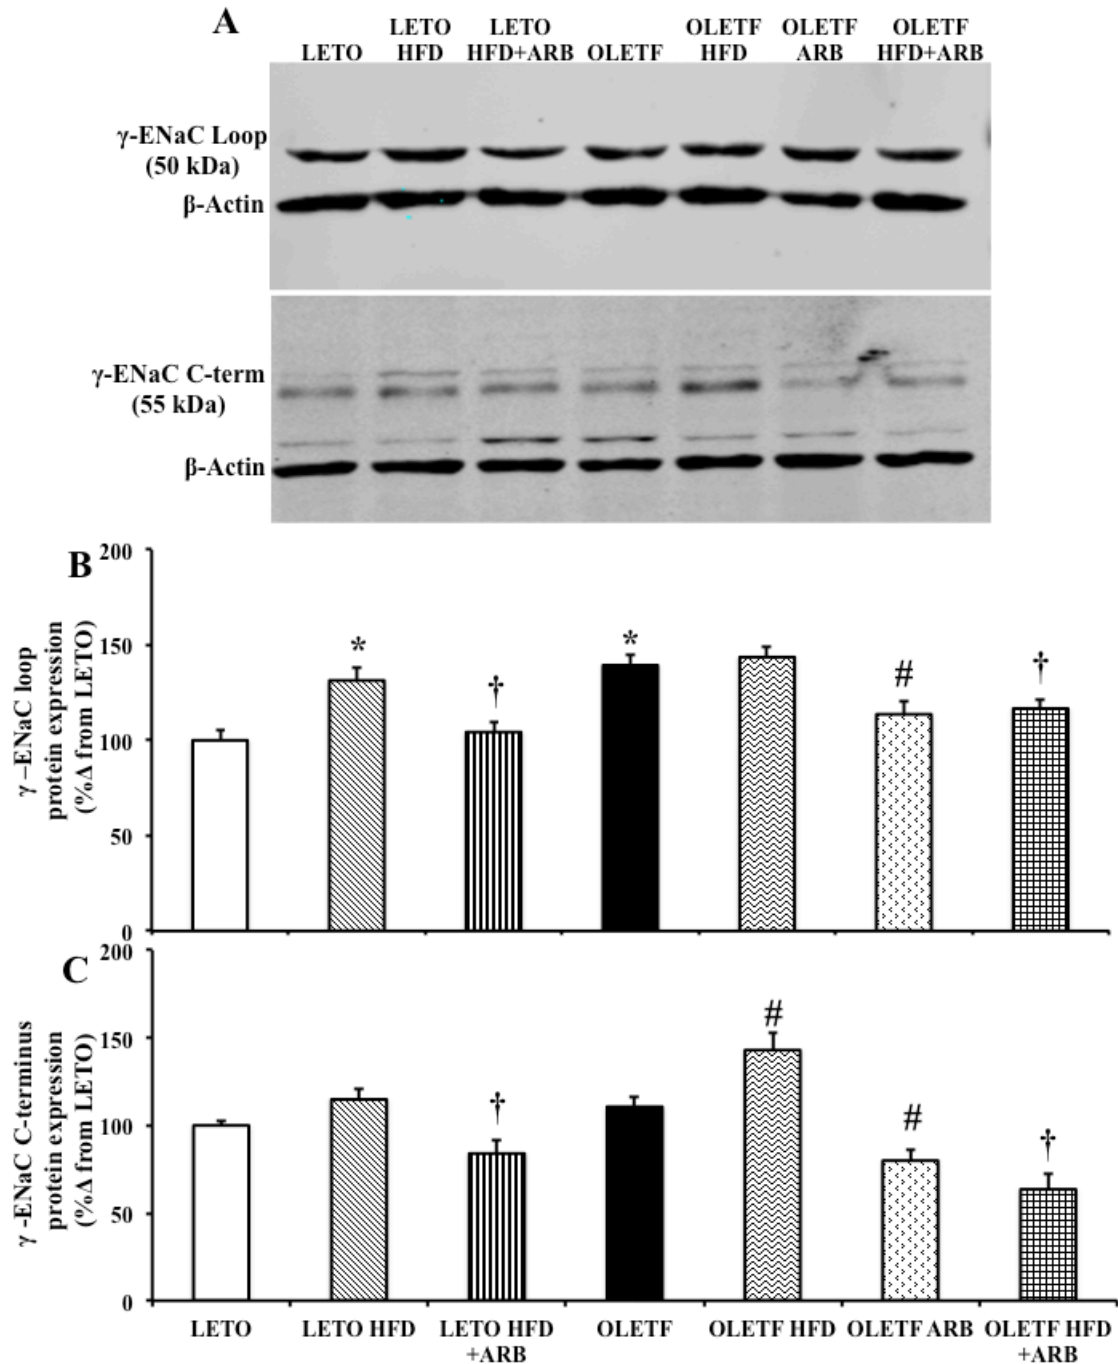 A
LETO
LETO
HFD
LETO
HFD+ARB
OLETF
OLETF
HFD
OLETF
ARB
OLETF
HFD+ARB
γ-ENaC Loop
(50 kDa)
β-Actin
γ-ENaC C-term
(55 kDa)
β-Actin
B
γ –ENaC loop
protein expression
(%Δ from LETO)
200
150
100
50
0
*
†
*
#
†
C
γ -ENaC C-terminus
protein expression
(%Δ from LETO)
200
150
100
50
0
†
#
#
†
LETO
LETO HFD
LETO HFD
+ARB
OLETF
OLETF HFD
OLETF ARB
OLETF HFD
+ARB